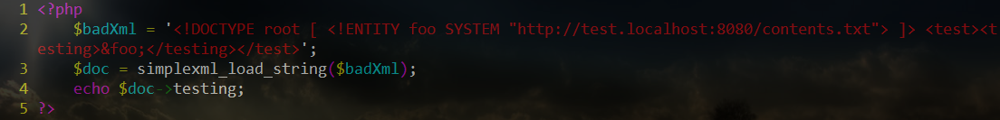 1 <?php
2     $badXml = '<!DOCTYPE root [ <!ENTITY foo SYSTEM "http://test.localhost:8080/contents.txt"> ]> <test><t
esting>&foo;</testing></test>';
3     $doc = simplexml_load_string($badXml);
4     echo $doc->testing;
5 ?>